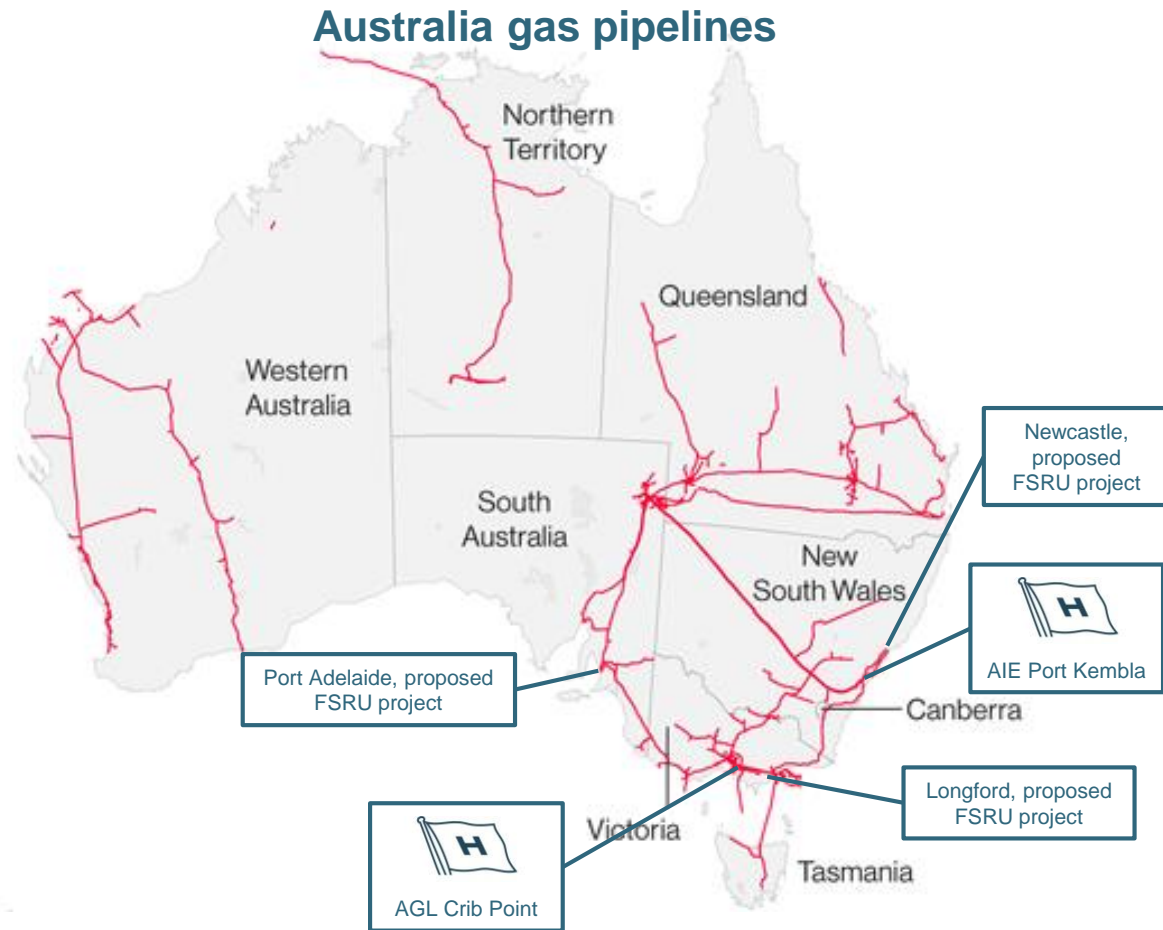 Australia gas pipelines
Northern
Territory
Queensland
Western
Australia
Newcastle,
proposed
FSRU project
South
Australia
New
South Wales
H
AIE Port Kembla
Port Adelaide, proposed
FSRU project
Canberra
Longford, proposed
FSRU project
H
AGL Crib Point
Victoria
Tasmania